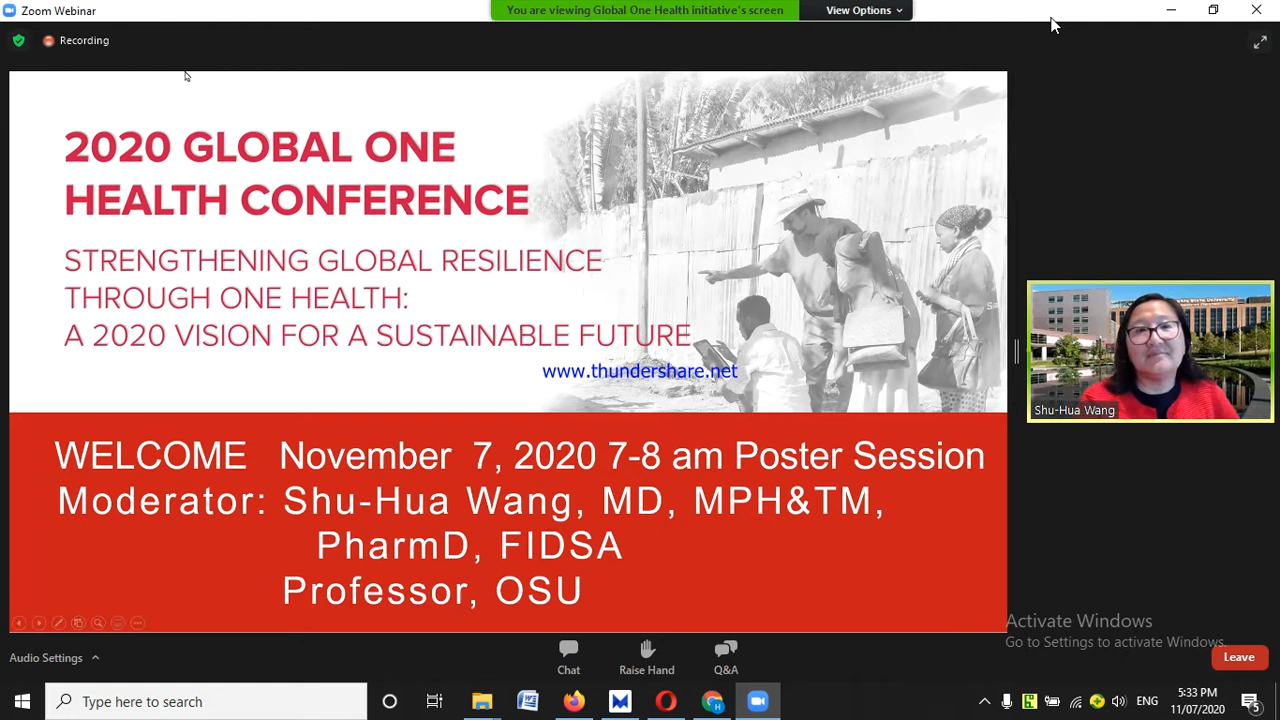 Zoom Webinar
You are viewing Global One Health initiative's screen
View Options
Recording
2020 GLOBAL ONE
HEALTH CONFERENCE
STRENGTHENING GLOBAL RESILIENCE
THROUGH ONE HEALTH:
A 2020 VISION FOR A SUSTAINABLE FUTURE
www.thundershare.net
Shu-Hua Wang
WELCOME November 7, 2020 7-8 am Poster Session
Moderator: Shu-Hua Wang, MD, MPH&TM,
PharmD, FIDSA
Professor, OSU
Activate Windows
Go to Settings to activate Windows.
Audio Settings
Chat
Raise Hand
Q&A
Leave
Type here to search
ENG
5:33 PM
11/07/2020
5